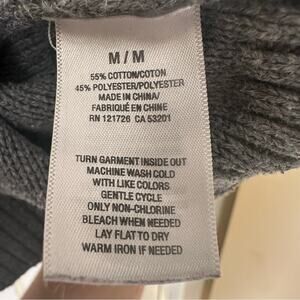 M / M
55% COTTON/COTON
45% POLYESTER/POLYESTER
MADE IN CHINA/
FABRIQUÉ EN CHINE
RN 121726 CA 53201
TURN GARMENT INSIDE OUT
MACHINE WASH COLD
WITH LIKE COLORS
GENTLE CYCLE
ONLY NON-CHLORINE
BLEACH WHEN NEEDED
LAY FLAT TO DRY
WARM IRON IF NEEDED